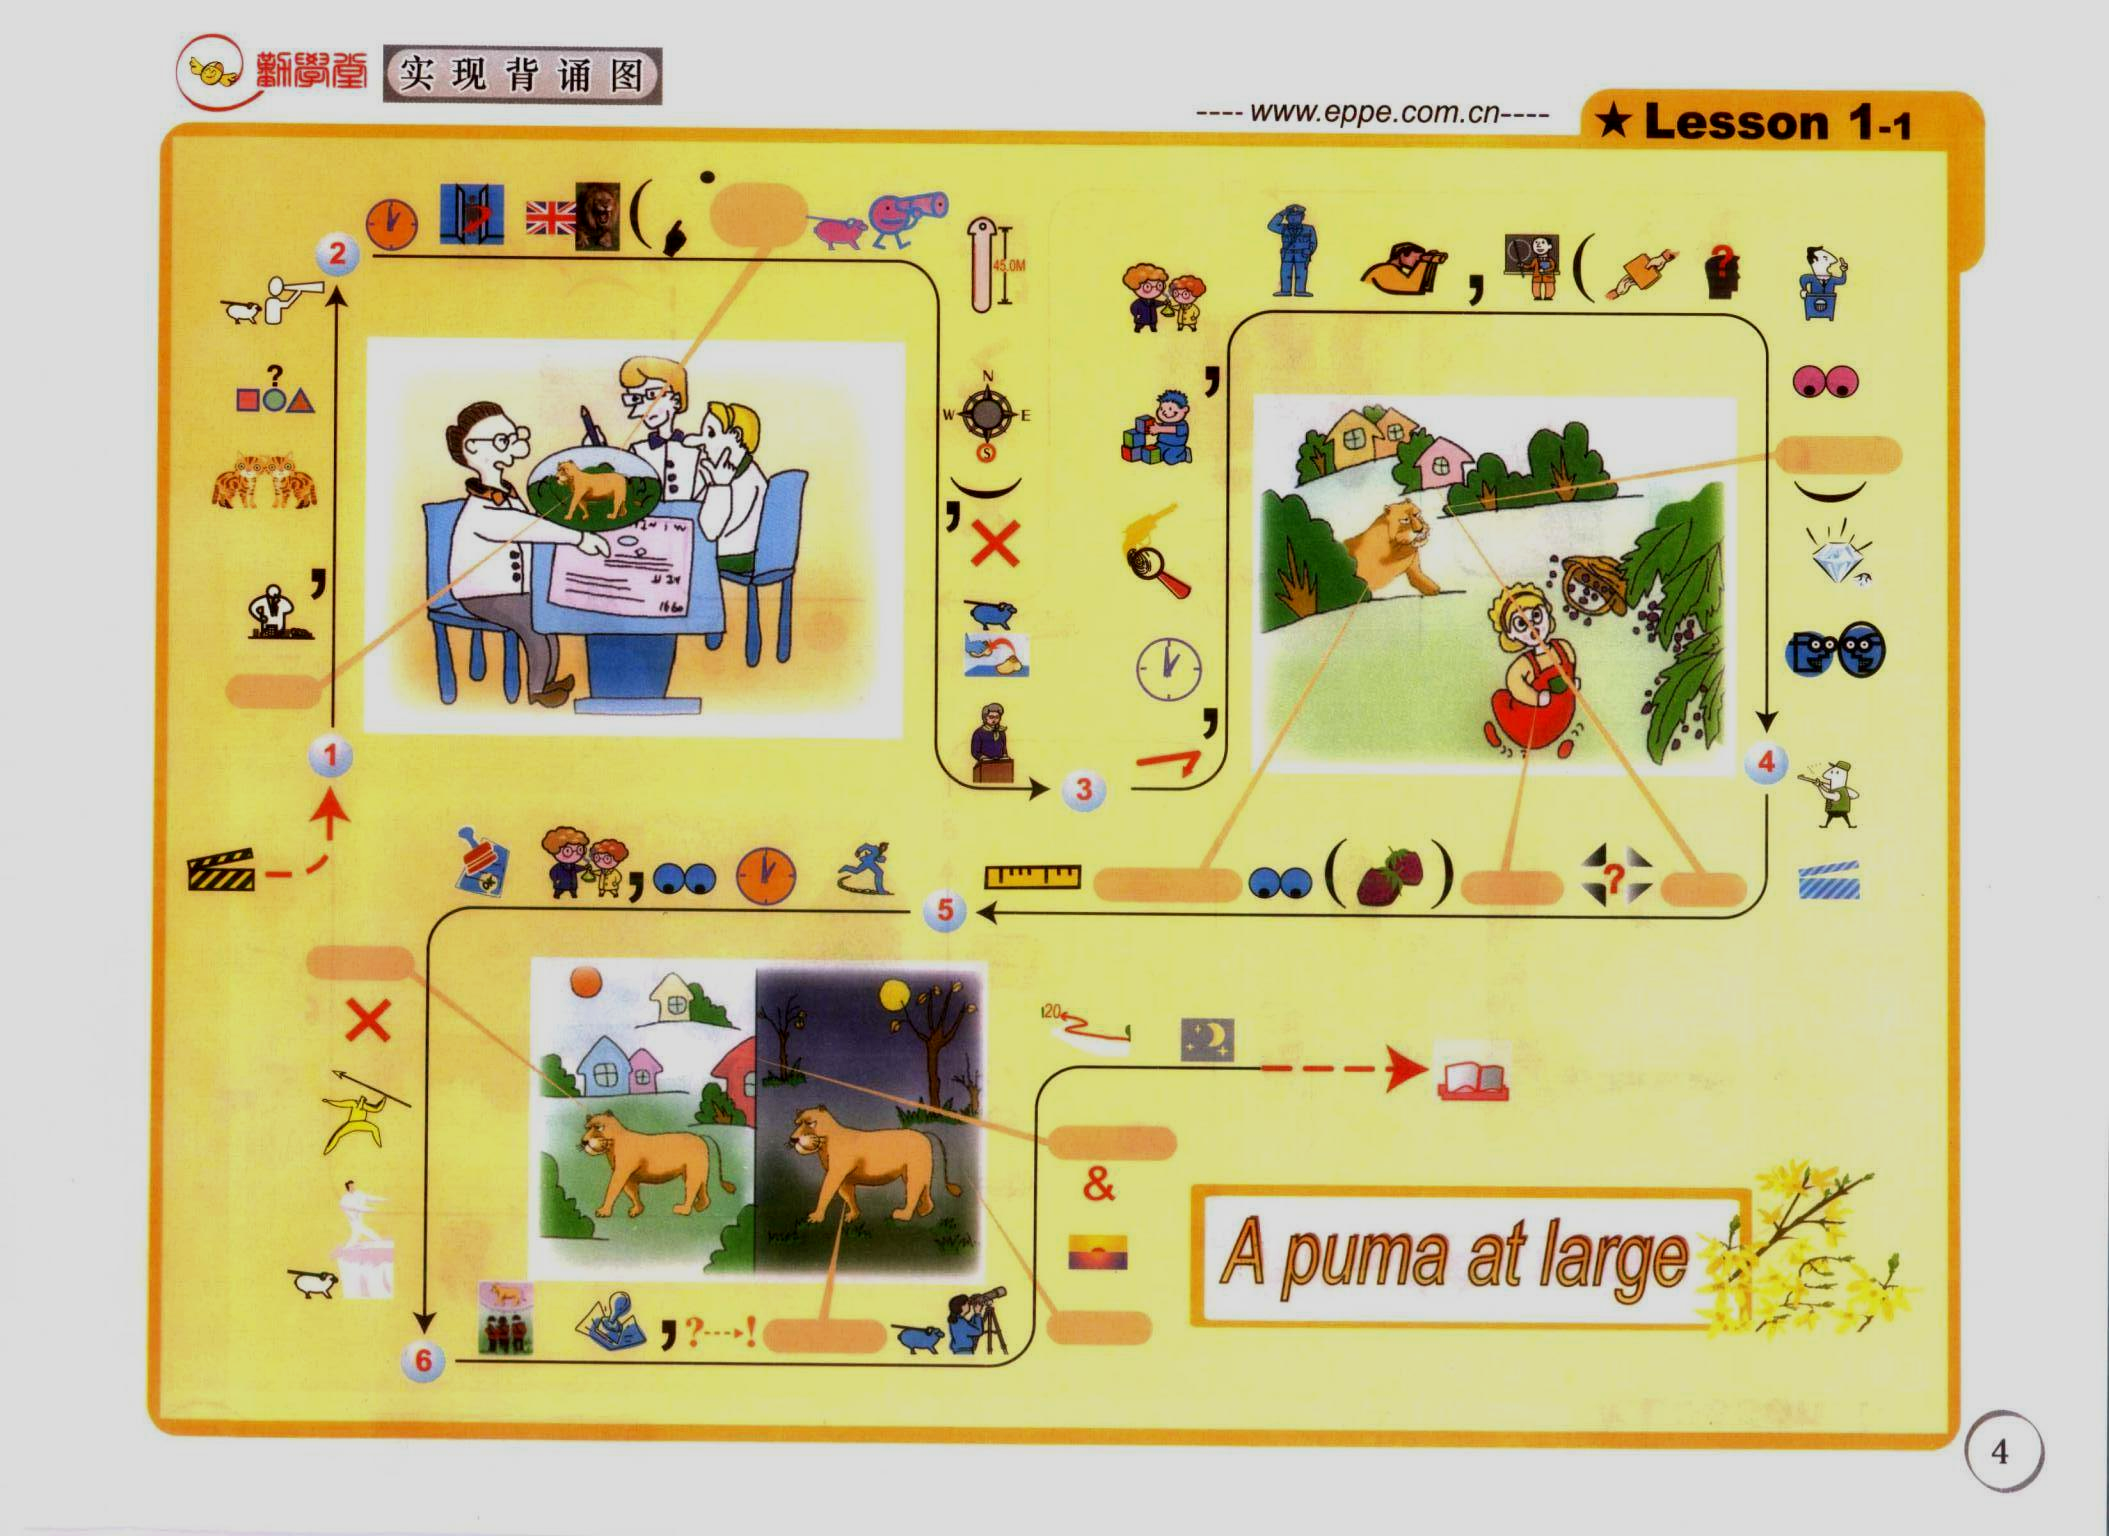 勤學堂
实现背诵图
---- www.eppe.com.cn----
★ Lesson 1-1
2
45.0M
N
W E
S
?
?
1
3
4
?
5
120
&
A puma at large
?----!
6
4